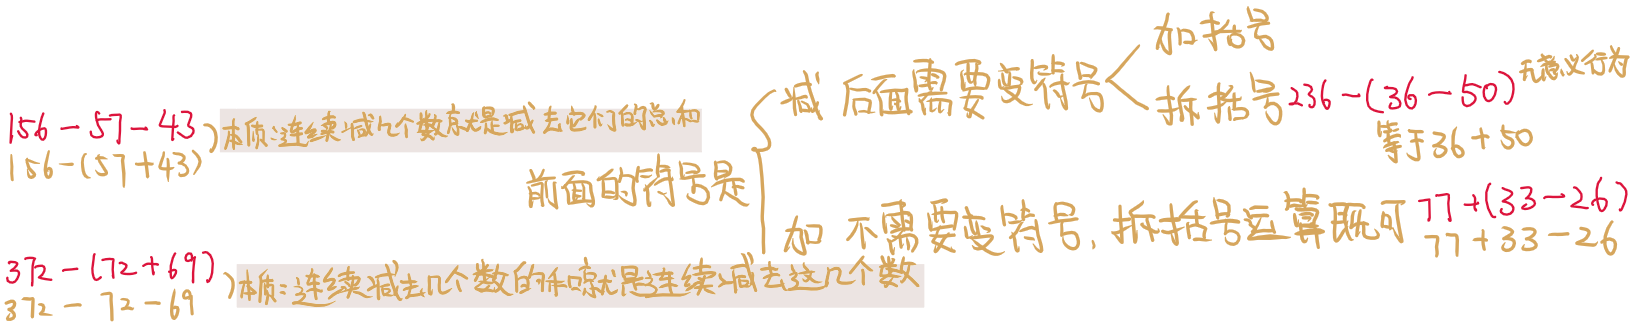 156-57-43
156-(57+43)
本质:连续减几个数就是减去它们的总和
372-(72+69)
372-72-69
本质:连续减去几个数的和就是连续减去这几个数
前面的符号是
减 后面需要变符号
加括号
拆括号 236-(36-50) 无意义行为
等于36+50
加 不需要变符号,拆括号运算既可 77+(33-26)
77+33-26